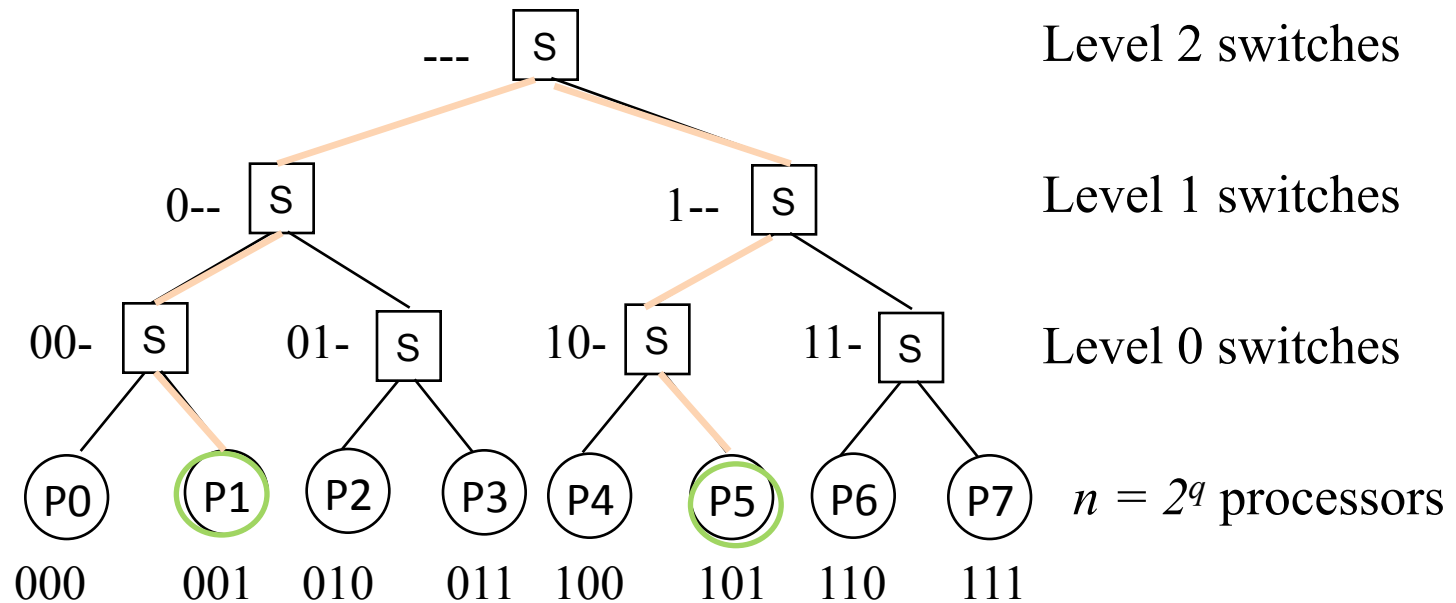 --- S Level 2 switches
0-- S 1-- S Level 1 switches
00- S 01- S 10- S 11- S Level 0 switches
P0 P1 P2 P3 P4 P5 P6 P7 n = 2^q processors
000 001 010 011 100 101 110 111